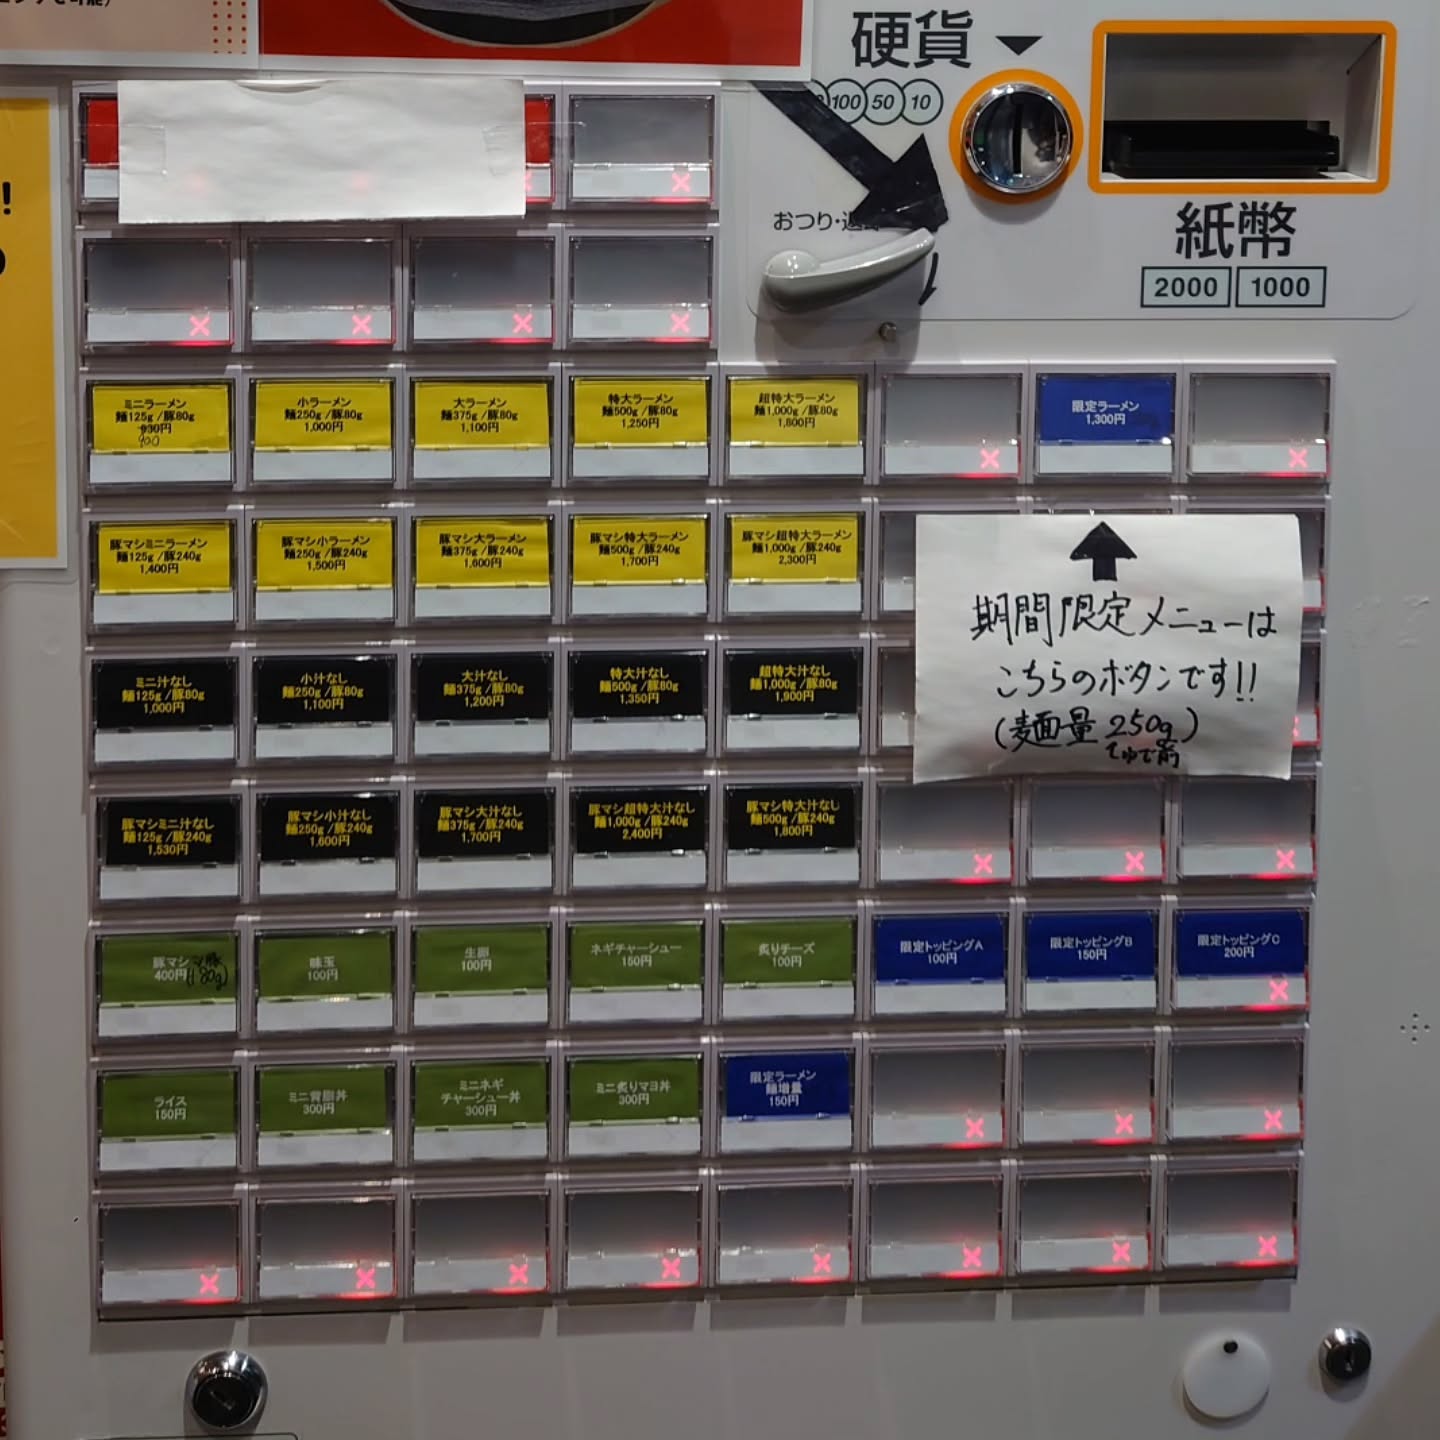 硬貨
100 50 10
おつり・返
紙幣
2000 1000
ミニラーメン
麺125g/豚80g
930円
900
小ラーメン
麺250g/豚80g
1,000円
大ラーメン
麺375g/豚80g
1,100円
特大ラーメン
麺500g/豚80g
1,250円
超特大ラーメン
麺1,000g/豚80g
1,800円
限定ラーメン
1,300円
豚マシミニラーメン
麺125g/豚240g
1,400円
豚マシ小ラーメン
麺250g/豚240g
1,500円
豚マシ大ラーメン
麺375g/豚240g
1,600円
豚マシ特大ラーメン
麺500g/豚240g
1,700円
豚マシ超特大ラーメン
麺1,000g/豚240g
2,300円
期間限定メニューは
こちらのボタンです!!
(麺量250g)
ゆで前
ミニ汁なし
麺125g/豚80g
1,000円
小汁なし
麺250g/豚80g
1,100円
大汁なし
麺375g/豚80g
1,200円
特大汁なし
麺500g/豚80g
1,350円
超特大汁なし
麺1,000g/豚80g
1,900円
豚マシミニ汁なし
麺125g/豚240g
1,530円
豚マシ小汁なし
麺250g/豚240g
1,600円
豚マシ大汁なし
麺375g/豚240g
1,700円
豚マシ超特大汁なし
麺1,000g/豚240g
2,400円
豚マシ特大汁なし
麺500g/豚240g
1,800円
豚マシ
400円(180g)
味玉
100円
生卵
100円
ネギチャーシュー
150円
炙りチーズ
100円
限定トッピングA
100円
限定トッピングB
150円
限定トッピングC
200円
ライス
150円
ミニ背脂丼
300円
ミニネギ
チャーシュー丼
300円
ミニ炙りマヨ丼
300円
限定ラーメン
麺増量
150円